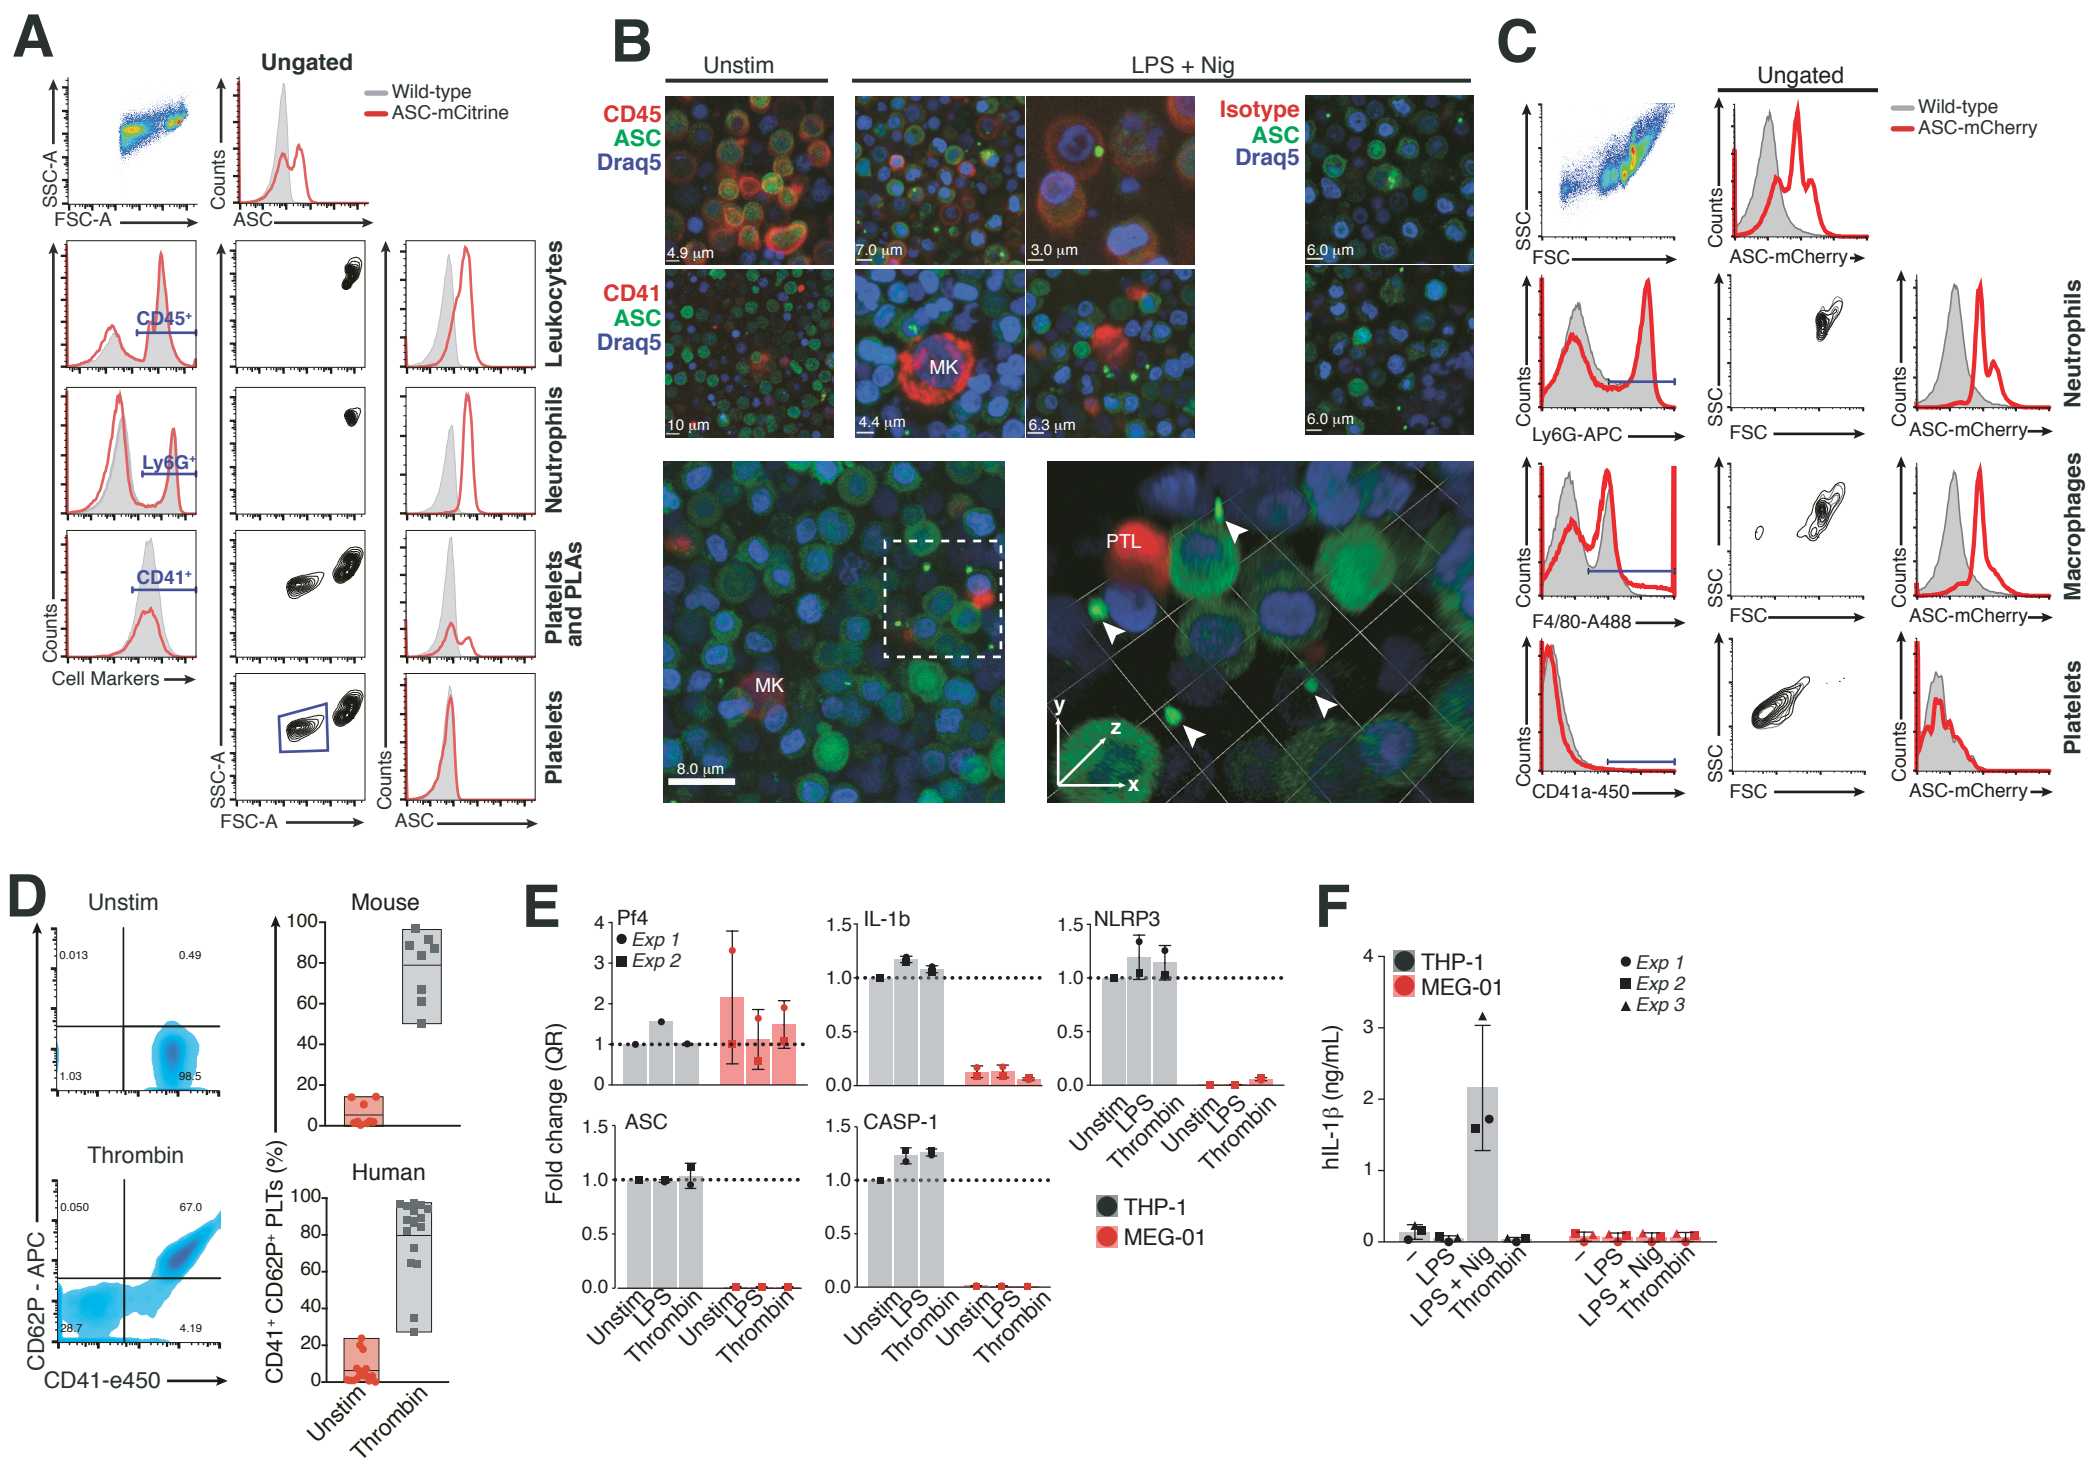 A
Ungated
Wild-type
ASC-mCitrine
SSC-A
FSC-A
Counts
ASC
CD45+
Leukocytes
Ly6G+
Neutrophils
CD41+
Platelets
and PLAs
Counts
Cell Markers
SSC-A
FSC-A
Counts
ASC
Platelets
B
Unstim
LPS + Nig
CD45
ASC
Draq5
4.9 µm
7.0 µm
3.0 µm
Isotype
ASC
Draq5
6.0 µm
CD41
ASC
Draq5
10 µm
MK
4.4 µm
6.3 µm
6.0 µm
MK
8.0 µm
PTL
y
z
x
C
Ungated
Wild-type
ASC-mCherry
SSC
FSC
Counts
ASC-mCherry
Counts
Ly6G-APC
SSC
FSC
Counts
ASC-mCherry
Neutrophils
Counts
F4/80-A488
SSC
FSC
Counts
ASC-mCherry
Macrophages
Counts
CD41a-450
SSC
FSC
Counts
ASC-mCherry
Platelets
D
Unstim
0.013
0.49
1.03
98.5
Thrombin
0.050
67.0
28.7
4.19
CD62P - APC
CD41-e450
Mouse
100
80
60
40
20
0
Human
100
80
60
40
20
0
CD41+ CD62P+ PLTs (%)
Unstim
Thrombin
E
Fold change (QR)
Pf4
Exp 1
Exp 2
4
3
2
1
0
IL-1b
1.5
1.0
0.5
0.0
NLRP3
1.5
1.0
0.5
0.0
Unstim
LPS
Thrombin
Unstim
LPS
Thrombin
ASC
1.5
1.0
0.5
0.0
Unstim
LPS
Thrombin
Unstim
LPS
Thrombin
CASP-1
1.5
1.0
0.5
0.0
Unstim
LPS
Thrombin
Unstim
LPS
Thrombin
THP-1
MEG-01
F
THP-1
MEG-01
Exp 1
Exp 2
Exp 3
hIL-1β (ng/mL)
4
3
2
1
0
–
LPS
LPS + Nig
Thrombin
–
LPS
LPS + Nig
Thrombin